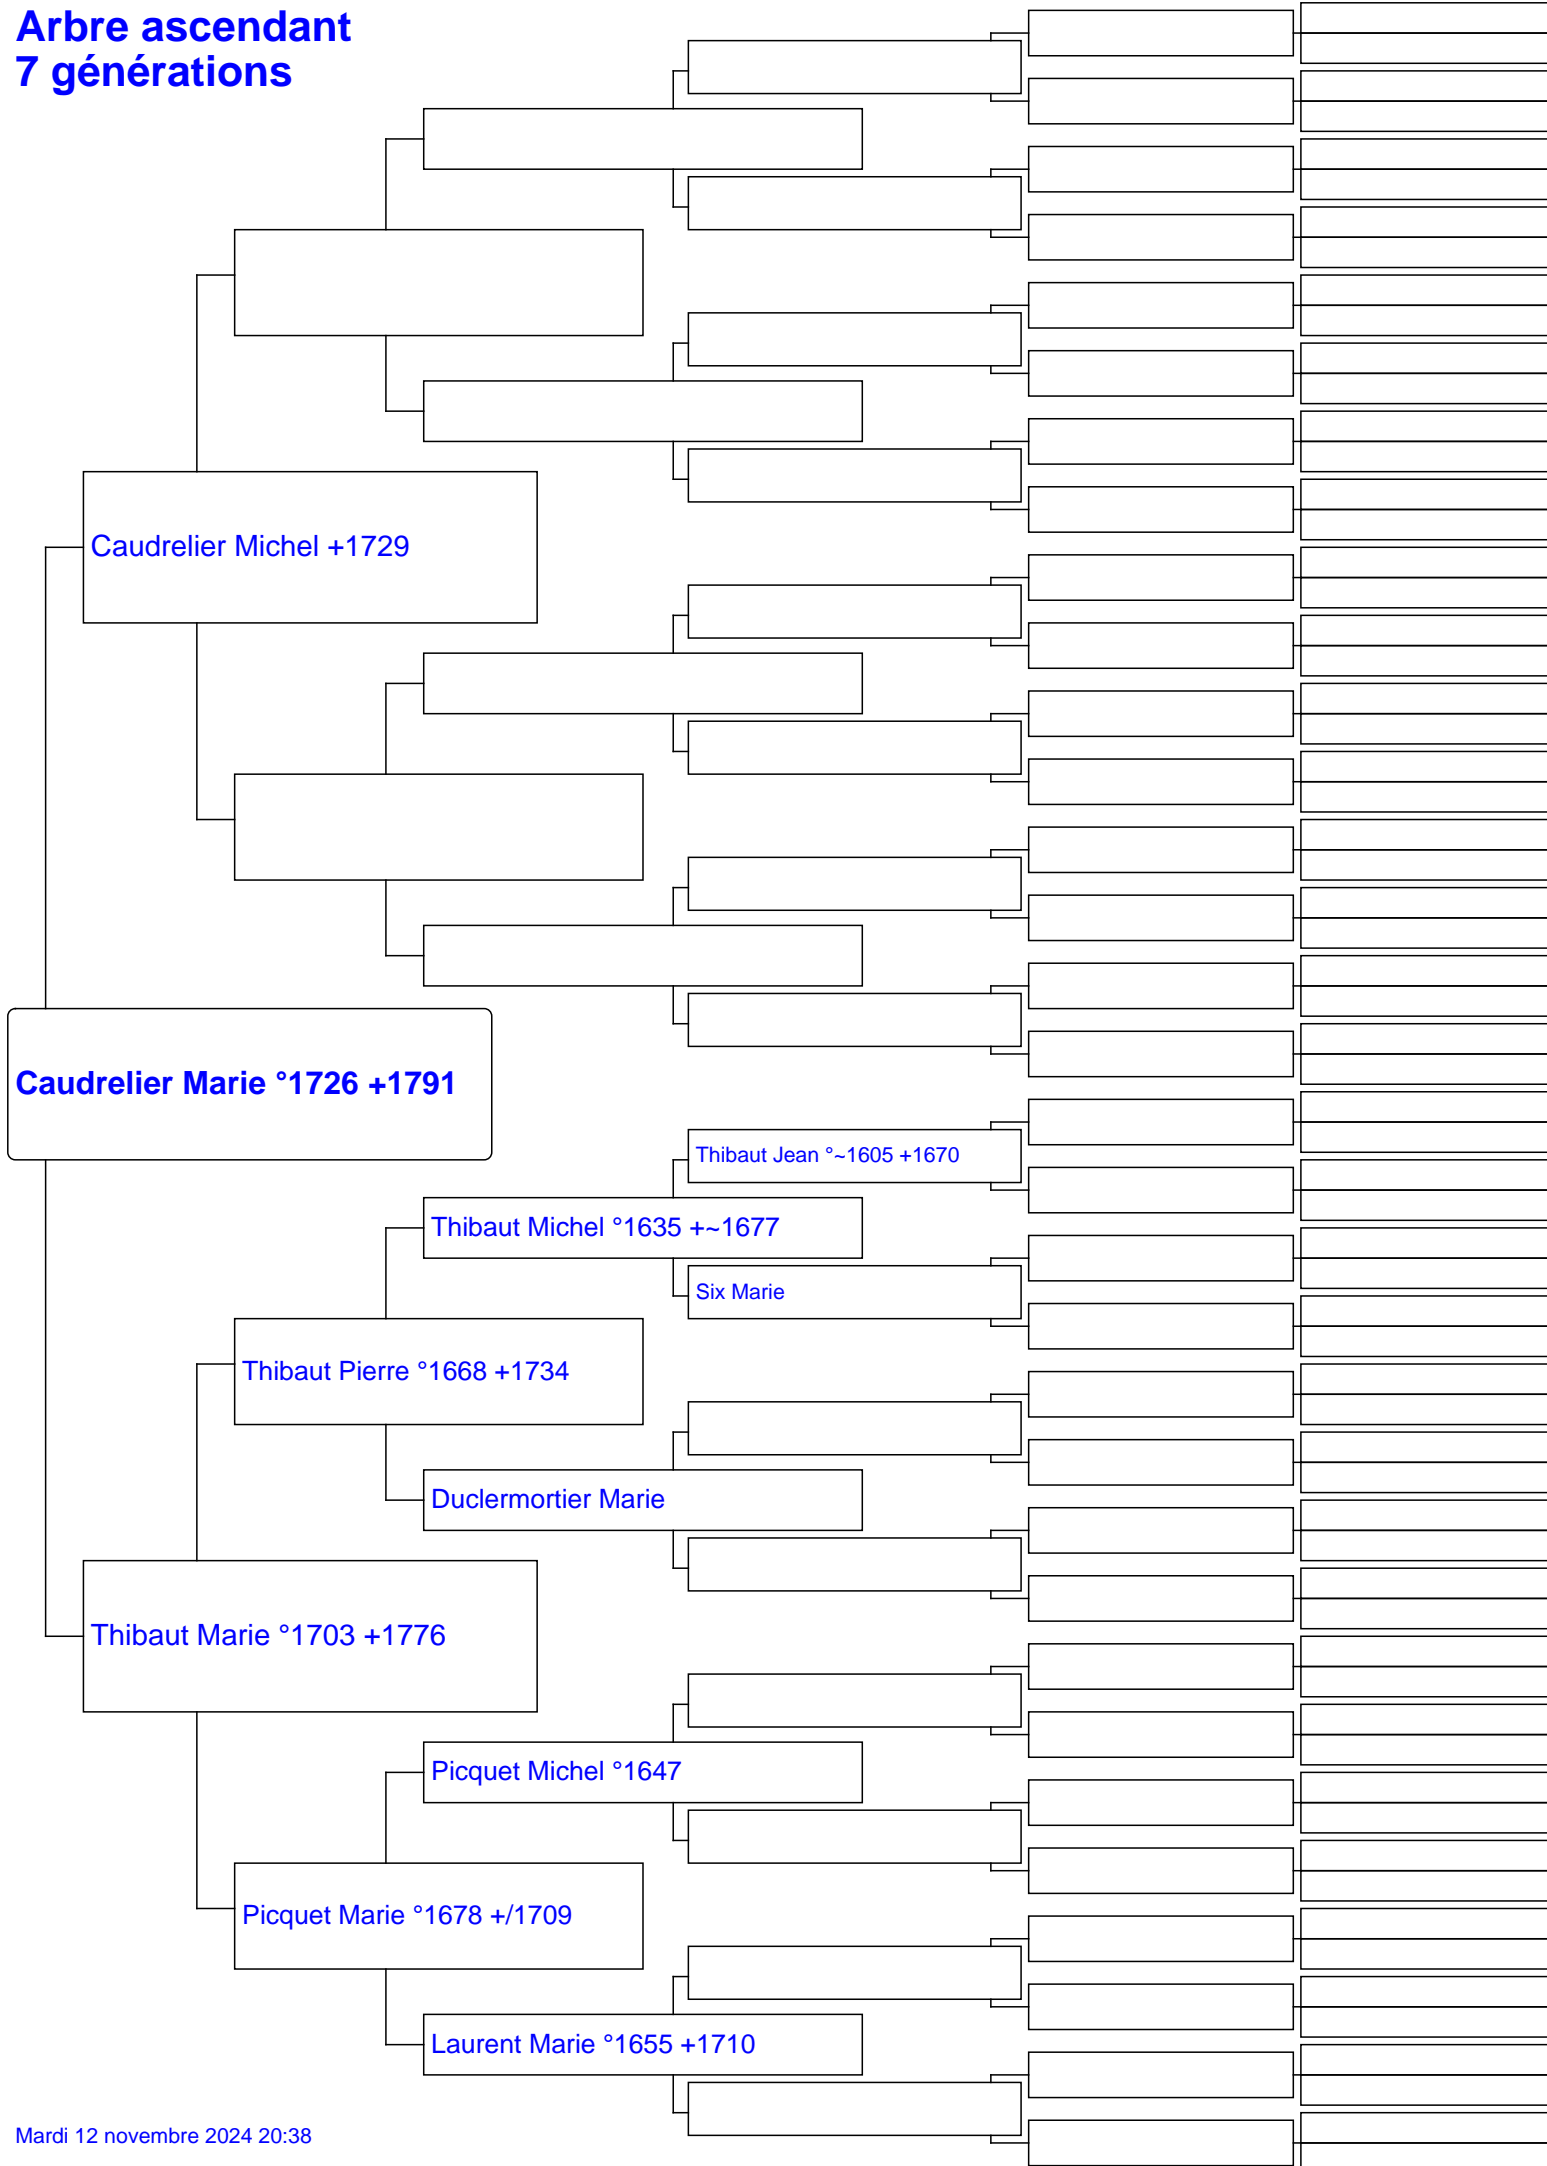 Arbre ascendant
7 générations
Caudrelier Michel +1729
Caudrelier Marie °1726 +1791
Thibaut Jean °~1605 +1670
Thibaut Michel °1635 +~1677
Six Marie
Thibaut Pierre °1668 +1734
Duclermortier Marie
Thibaut Marie °1703 +1776
Picquet Michel °1647
Picquet Marie °1678 +/1709
Laurent Marie °1655 +1710
Mardi 12 novembre 2024 20:38